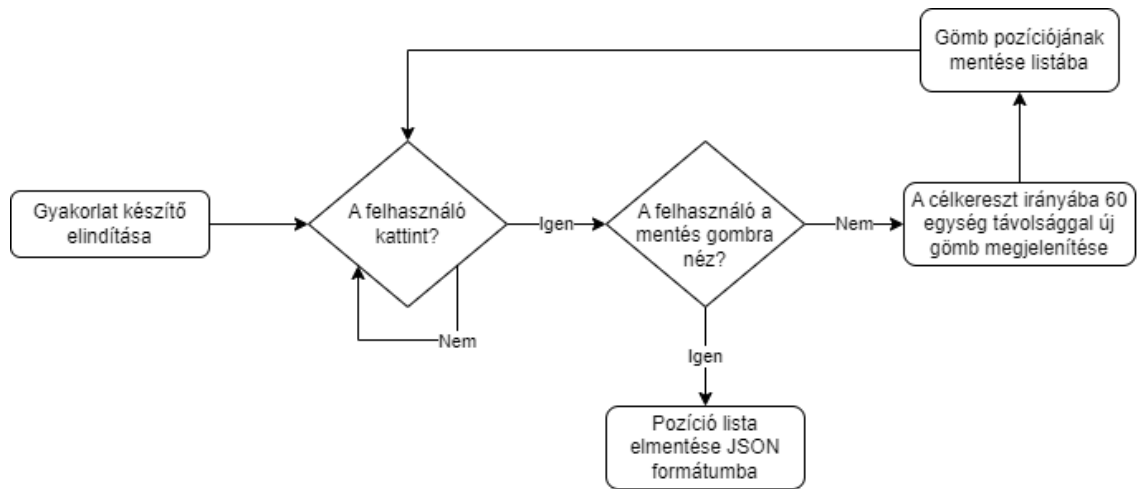 Gömb pozíciójának
mentése listába
Gyakorlat készítő
elindítása
A felhasználó
kattint?
Igen
A felhasználó a
mentés gombra
néz?
Nem
A célkereszt irányába 60
egység távolsággal új
gömb megjelenítése
Nem
Igen
Pozíció lista
elmentése JSON
formátumba